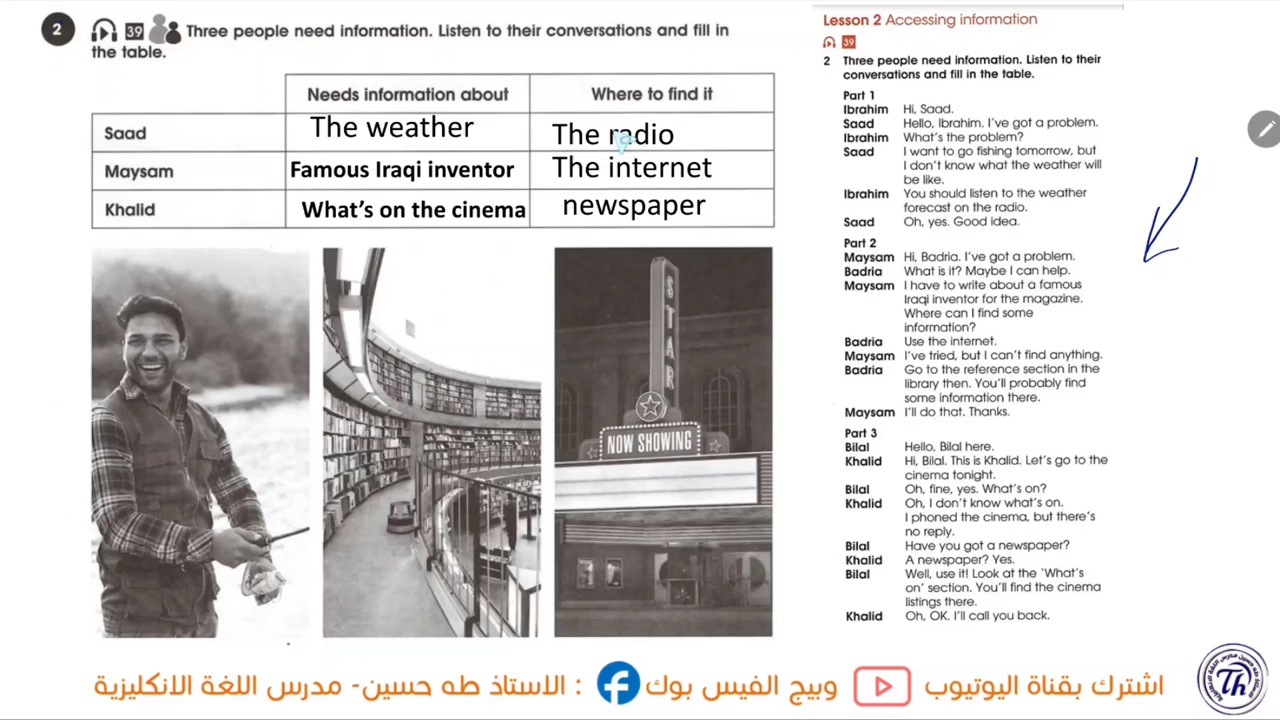 2 39 Three people need information. Listen to their conversations and fill in
the table.
Needs information about Where to find it
Saad The weather The radio
Maysam Famous Iraqi inventor The internet
Khalid What's on the cinema newspaper
STAR
NOW SHOWING
Lesson 2 Accessing information
39
2 Three people need information. Listen to their
conversations and fill in the table.
Part 1
Ibrahim Hi, Saad.
Saad Hello, Ibrahim. I've got a problem.
Ibrahim What's the problem?
Saad I want to go fishing tomorrow, but
I don't know what the weather will
be like.
Ibrahim You should listen to the weather
forecast on the radio.
Saad Oh, yes. Good idea.
Part 2
Maysam Hi, Badria. I've got a problem.
Badria What is it? Maybe I can help.
Maysam I have to write about a famous
Iraqi inventor for the magazine.
Where can I find some
information?
Badria Use the internet.
Maysam I've tried, but I can't find anything.
Badria Go to the reference section in the
library then. You'll probably find
some information there.
Maysam I'll do that. Thanks.
Part 3
Bilal Hello, Bilal here.
Khalid Hi, Bilal. This is Khalid. Let's go to the
cinema tonight.
Bilal Oh, fine, yes. What's on?
Khalid Oh, I don't know what's on.
I phoned the cinema, but there's
no reply.
Bilal Have you got a newspaper?
Khalid A newspaper? Yes.
Bilal Well, use it! Look at the 'What's
on' section. You'll find the cinema
listings there.
Khalid Oh, OK. I'll call you back.
اشترك بقناة اليوتيوب وبيج الفيس بوك : الاستاذ طه حسين- مدرس اللغة الانكليزية
Th